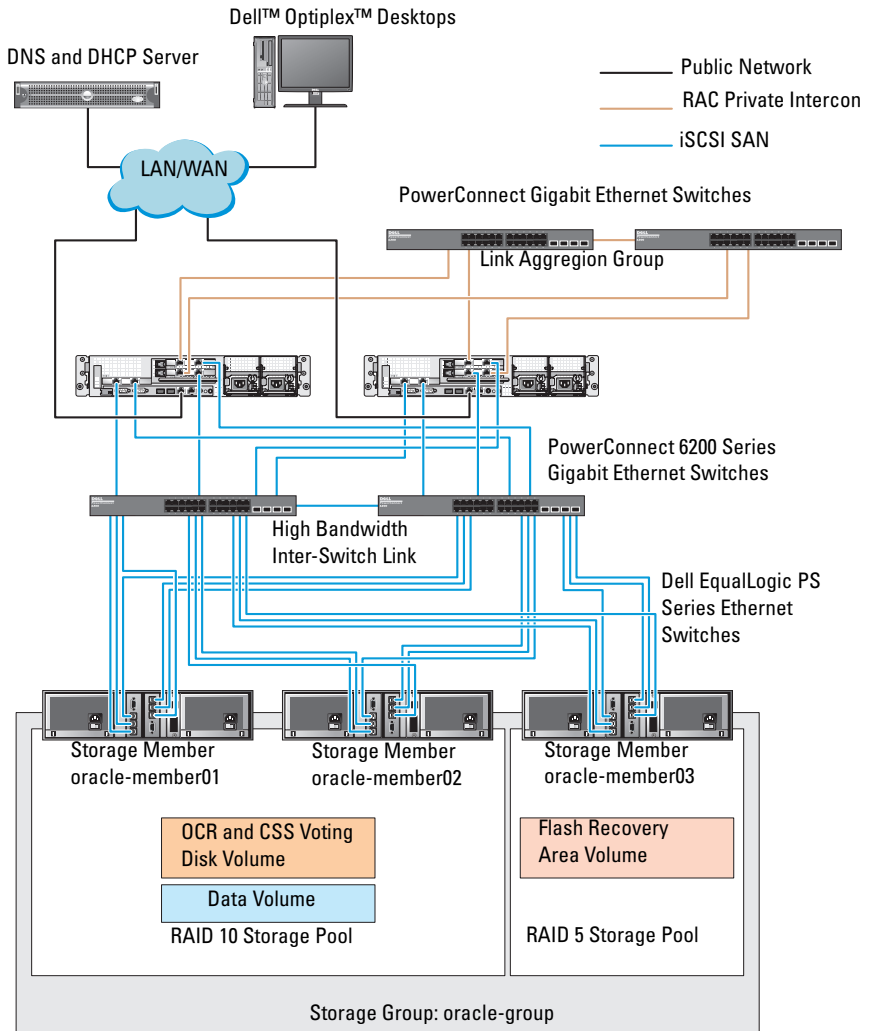 Dell™ Optiplex™ Desktops
DNS and DHCP Server
Public Network
RAC Private Intercon
iSCSI SAN
LAN/WAN
PowerConnect Gigabit Ethernet Switches
Link Aggregion Group
PowerConnect 6200 Series
Gigabit Ethernet Switches
High Bandwidth
Inter-Switch Link
Dell EqualLogic PS
Series Ethernet
Switches
Storage Member
oracle-member01
Storage Member
oracle-member02
Storage Member
oracle-member03
OCR and CSS Voting
Disk Volume
Flash Recovery
Area Volume
Data Volume
RAID 10 Storage Pool
RAID 5 Storage Pool
Storage Group: oracle-group